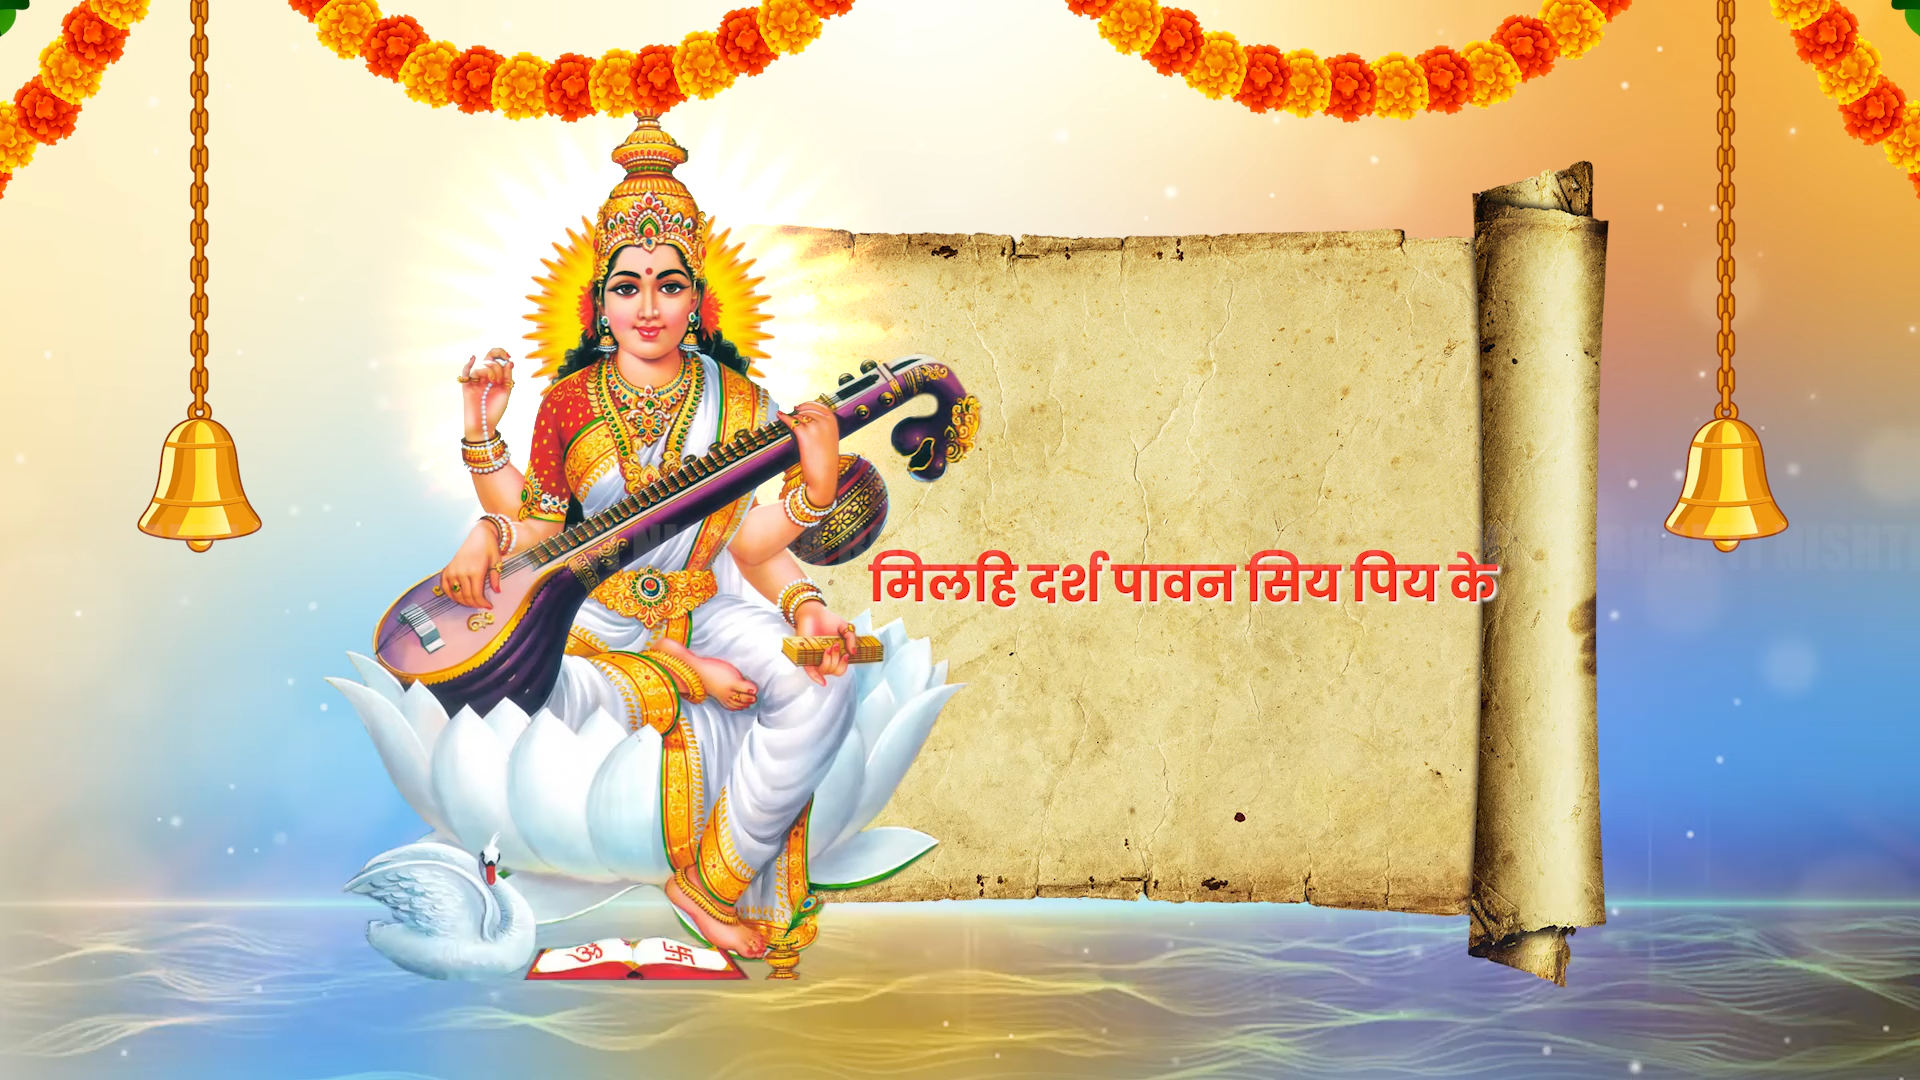 मिलहि दर्श पावन सिय पिय के
ॐ